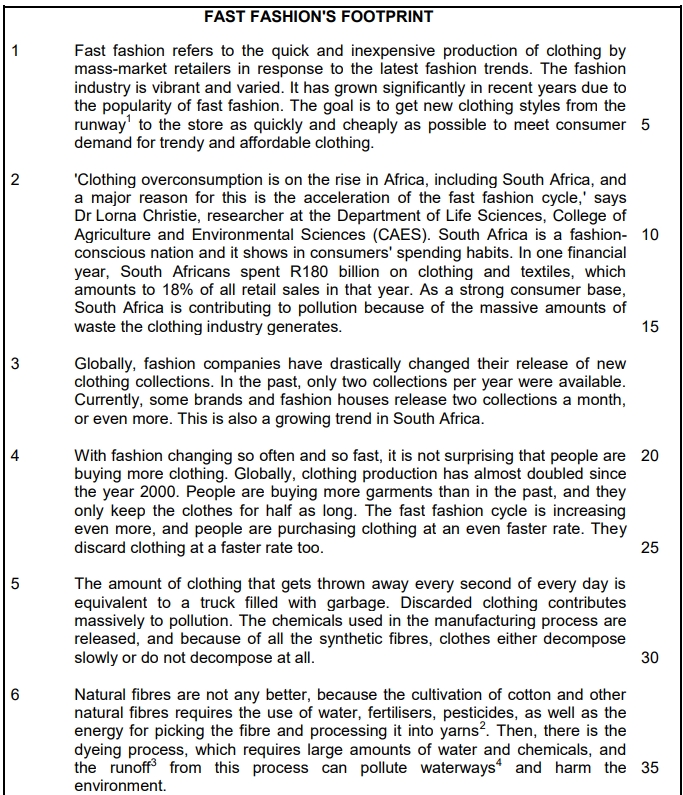 FAST FASHION'S FOOTPRINT
1 Fast fashion refers to the quick and inexpensive production of clothing by
mass-market retailers in response to the latest fashion trends. The fashion
industry is vibrant and varied. It has grown significantly in recent years due to
the popularity of fast fashion. The goal is to get new clothing styles from the
runway¹ to the store as quickly and cheaply as possible to meet consumer 5
demand for trendy and affordable clothing.
2 'Clothing overconsumption is on the rise in Africa, including South Africa, and
a major reason for this is the acceleration of the fast fashion cycle,' says
Dr Lorna Christie, researcher at the Department of Life Sciences, College of
Agriculture and Environmental Sciences (CAES). South Africa is a fashion- 10
conscious nation and it shows in consumers' spending habits. In one financial
year, South Africans spent R180 billion on clothing and textiles, which
amounts to 18% of all retail sales in that year. As a strong consumer base,
South Africa is contributing to pollution because of the massive amounts of
waste the clothing industry generates. 15
3 Globally, fashion companies have drastically changed their release of new
clothing collections. In the past, only two collections per year were available.
Currently, some brands and fashion houses release two collections a month,
or even more. This is also a growing trend in South Africa.
4 With fashion changing so often and so fast, it is not surprising that people are 20
buying more clothing. Globally, clothing production has almost doubled since
the year 2000. People are buying more garments than in the past, and they
only keep the clothes for half as long. The fast fashion cycle is increasing
even more, and people are purchasing clothing at an even faster rate. They
discard clothing at a faster rate too. 25
5 The amount of clothing that gets thrown away every second of every day is
equivalent to a truck filled with garbage. Discarded clothing contributes
massively to pollution. The chemicals used in the manufacturing process are
released, and because of all the synthetic fibres, clothes either decompose
slowly or do not decompose at all. 30
6 Natural fibres are not any better, because the cultivation of cotton and other
natural fibres requires the use of water, fertilisers, pesticides, as well as the
energy for picking the fibre and processing it into yarns². Then, there is the
dyeing process, which requires large amounts of water and chemicals, and
the runoff³ from this process can pollute waterways⁴ and harm the 35
environment.